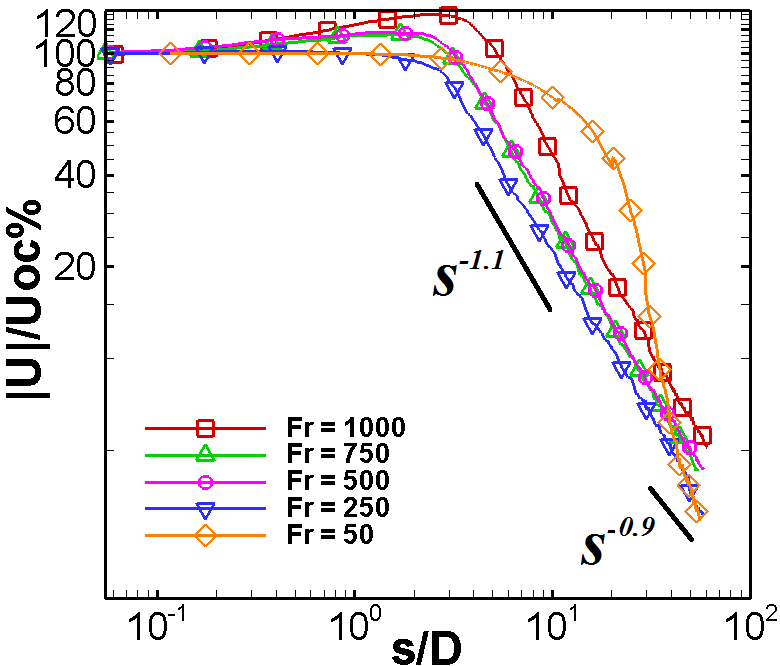 120
100
80
60
40
20
|U|/Uoc%
s^-1.1
s^-0.9
Fr = 1000
Fr = 750
Fr = 500
Fr = 250
Fr = 50
10^-1
10^0
10^1
10^2
s/D